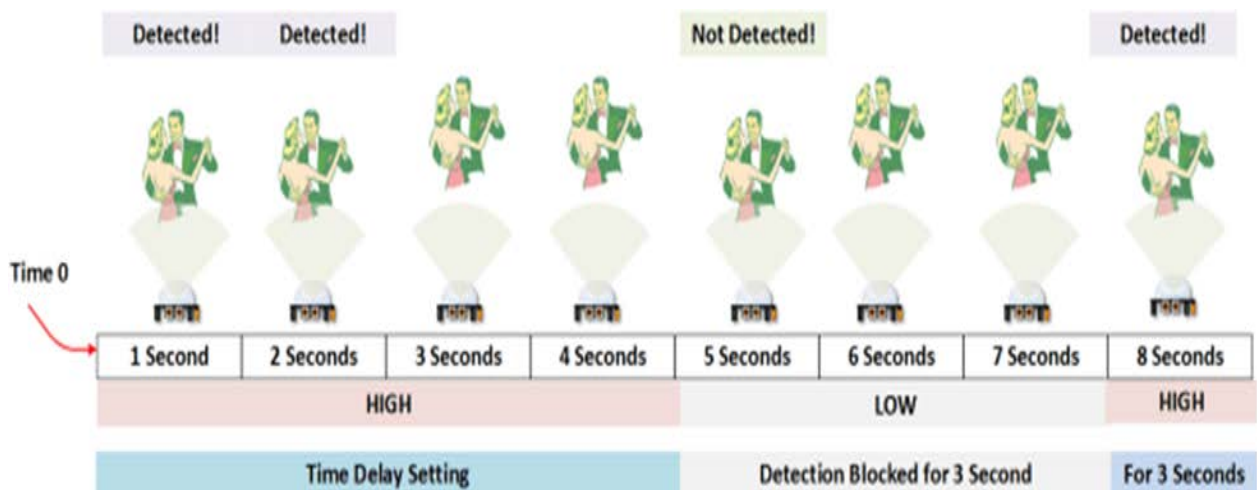 Detected! Detected! Not Detected! Detected!
Time 0
1 Second 2 Seconds 3 Seconds 4 Seconds 5 Seconds 6 Seconds 7 Seconds 8 Seconds
HIGH LOW HIGH
Time Delay Setting Detection Blocked for 3 Second For 3 Seconds